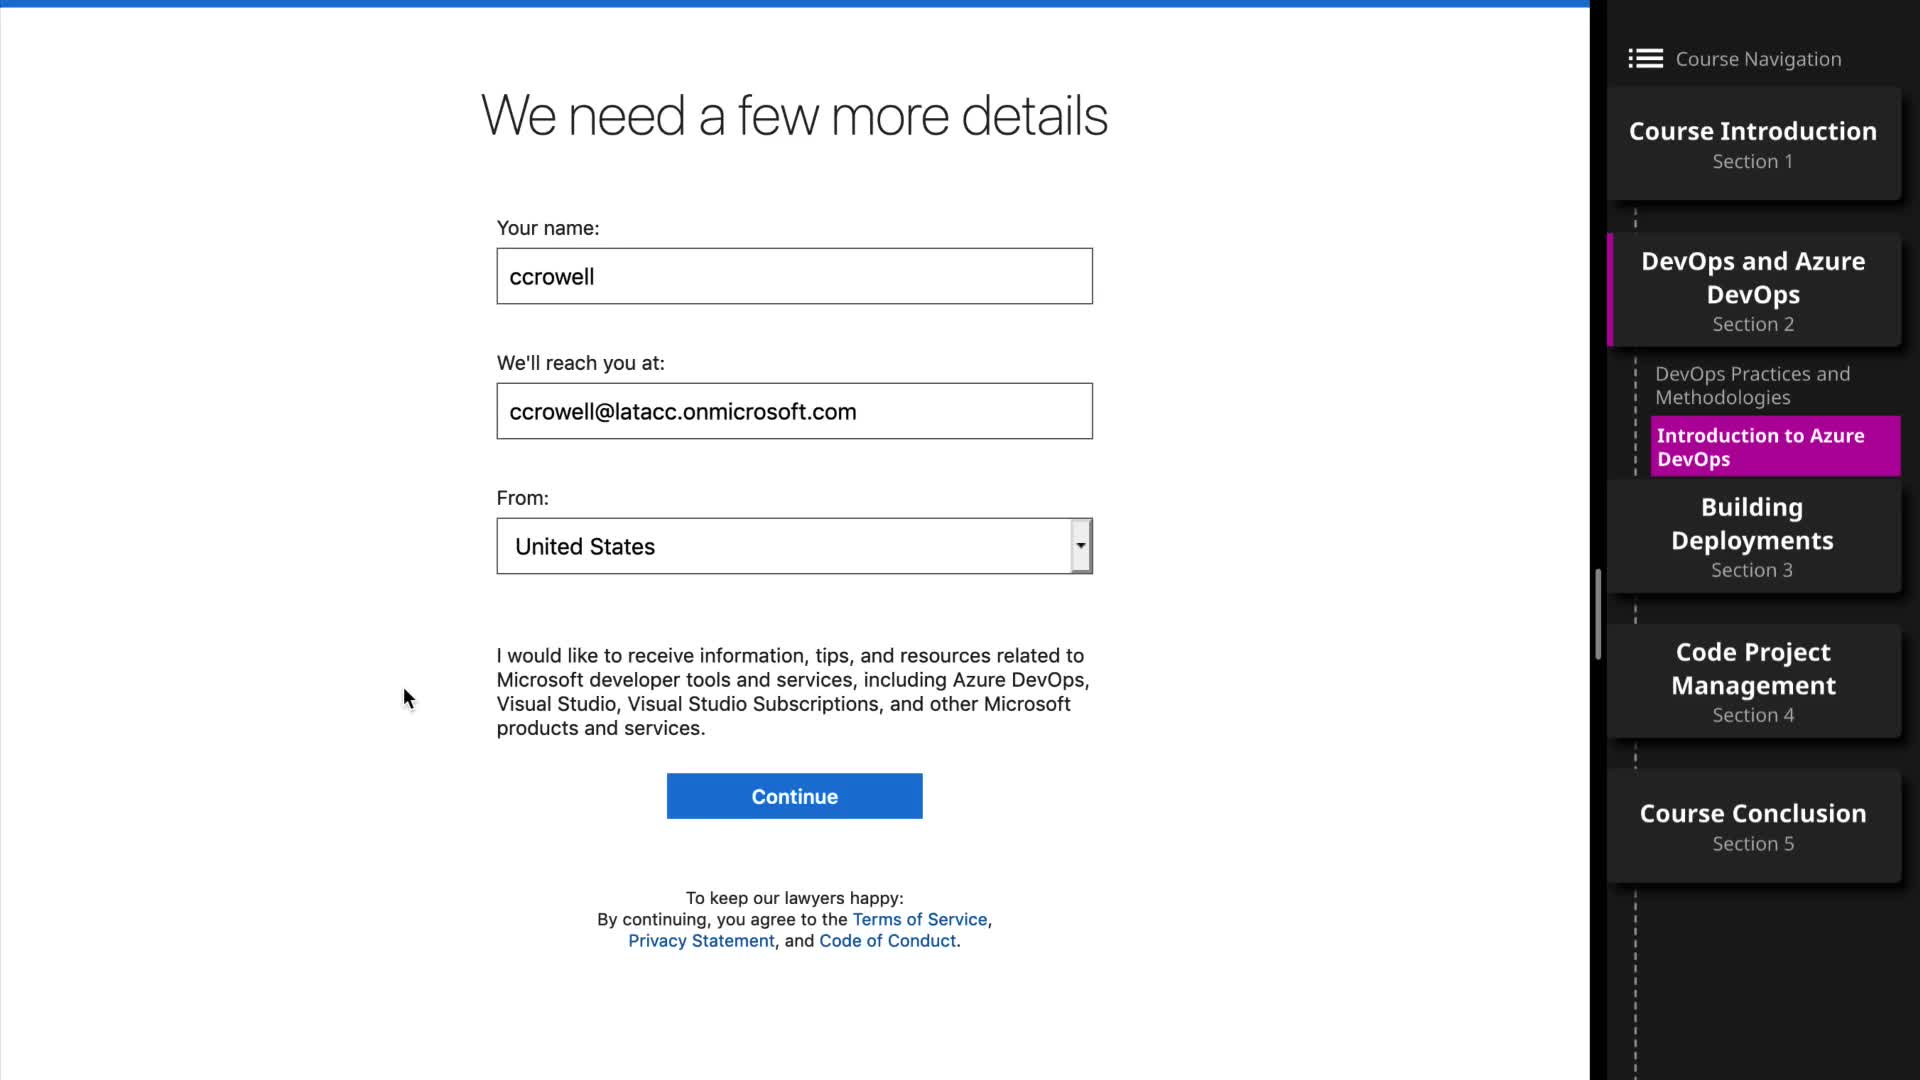 We need a few more details
Your name:
ccrowell
We'll reach you at:
ccrowell@latacc.onmicrosoft.com
From:
United States
I would like to receive information, tips, and resources related to
Microsoft developer tools and services, including Azure DevOps,
Visual Studio, Visual Studio Subscriptions, and other Microsoft
products and services.
Continue
To keep our lawyers happy:
By continuing, you agree to the Terms of Service,
Privacy Statement, and Code of Conduct.
Course Navigation
Course Introduction
Section 1
DevOps and Azure
DevOps
Section 2
DevOps Practices and
Methodologies
Introduction to Azure
DevOps
Building
Deployments
Section 3
Code Project
Management
Section 4
Course Conclusion
Section 5